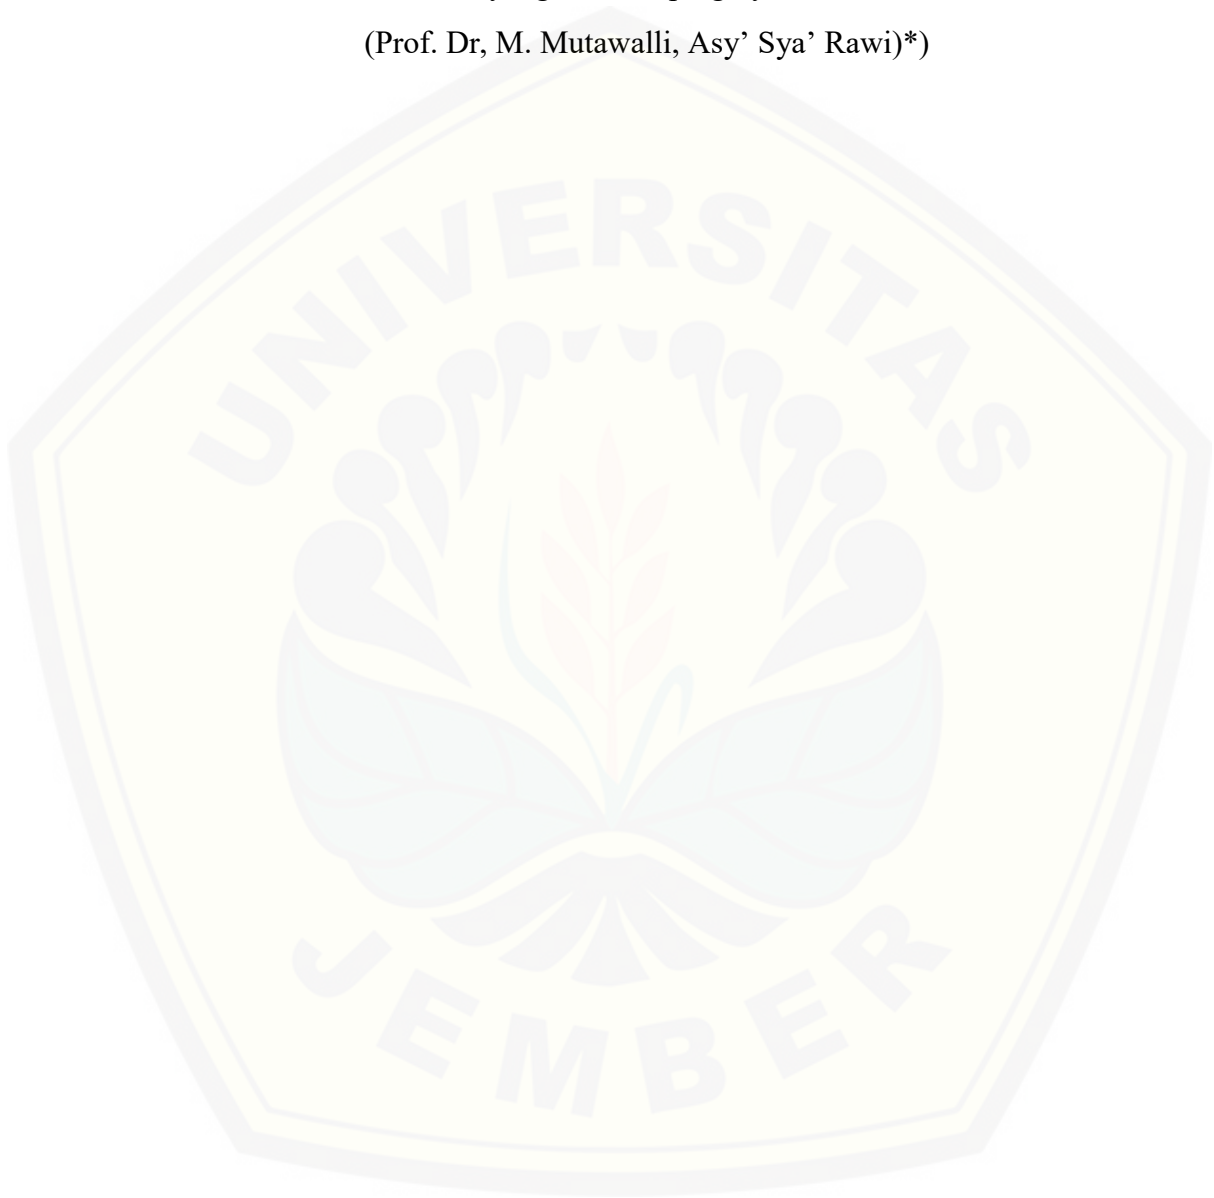 (Prof. Dr, M. Mutawalli, Asy’ Sya’ Rawi)*)
UNIVERSITAS
JEMBER